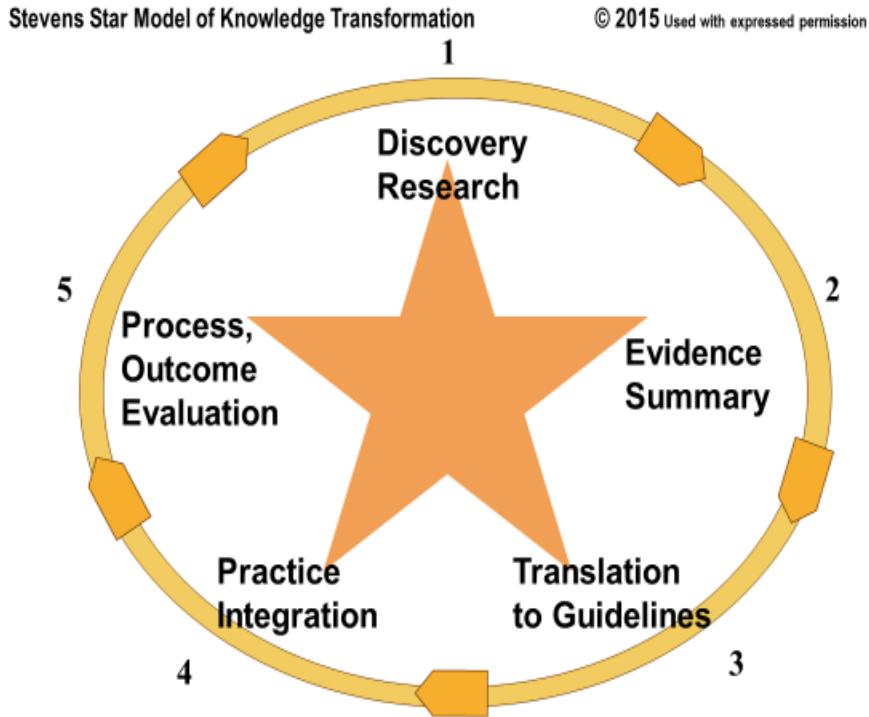 Stevens Star Model of Knowledge Transformation
© 2015 Used with expressed permission
1
Discovery
Research
2
Evidence
Summary
3
Translation
to Guidelines
4
Practice
Integration
5
Process,
Outcome
Evaluation